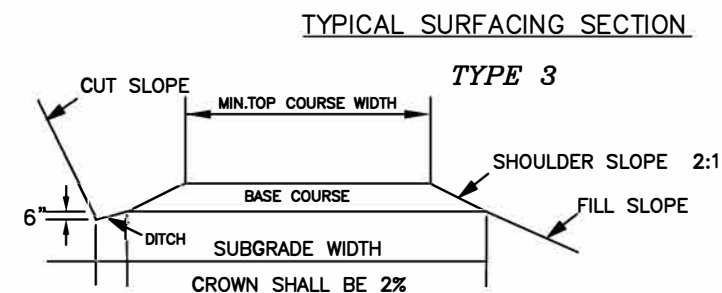 TYPICAL SURFACING SECTION
TYPE 3
CUT SLOPE
MIN.TOP COURSE WIDTH
SHOULDER SLOPE 2:1
BASE COURSE
FILL SLOPE
6"
DITCH
SUBGRADE WIDTH
CROWN SHALL BE 2%